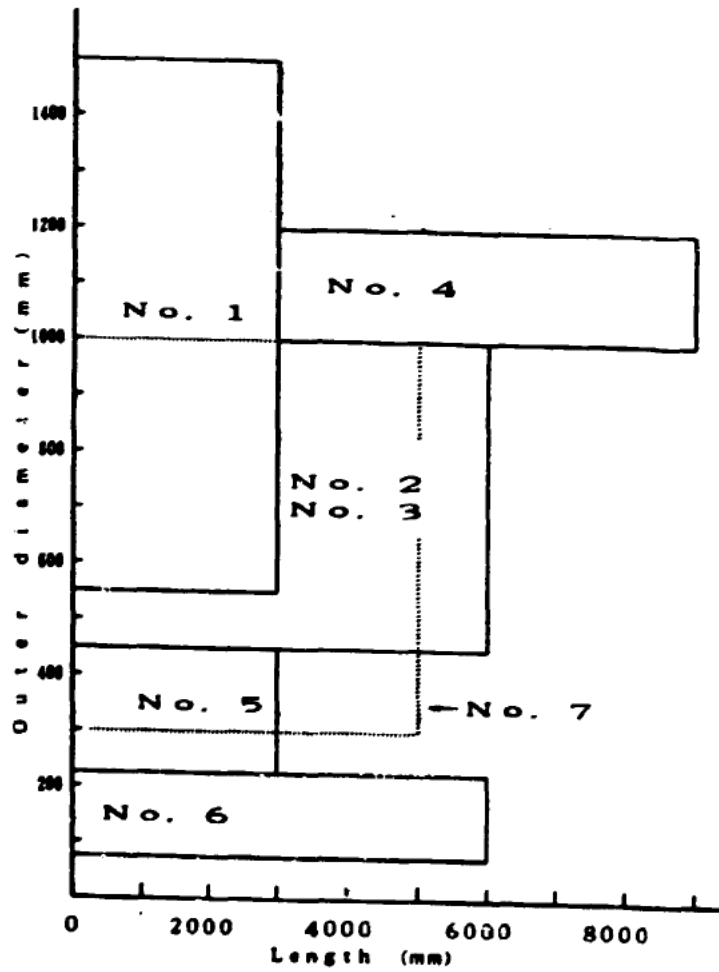 1400
1200
1000
800
600
400
200
Outer diameter (mm)
No. 1
No. 4
No. 2
No. 3
No. 5
No. 7
No. 6
0 2000 4000 6000 8000
Length (mm)